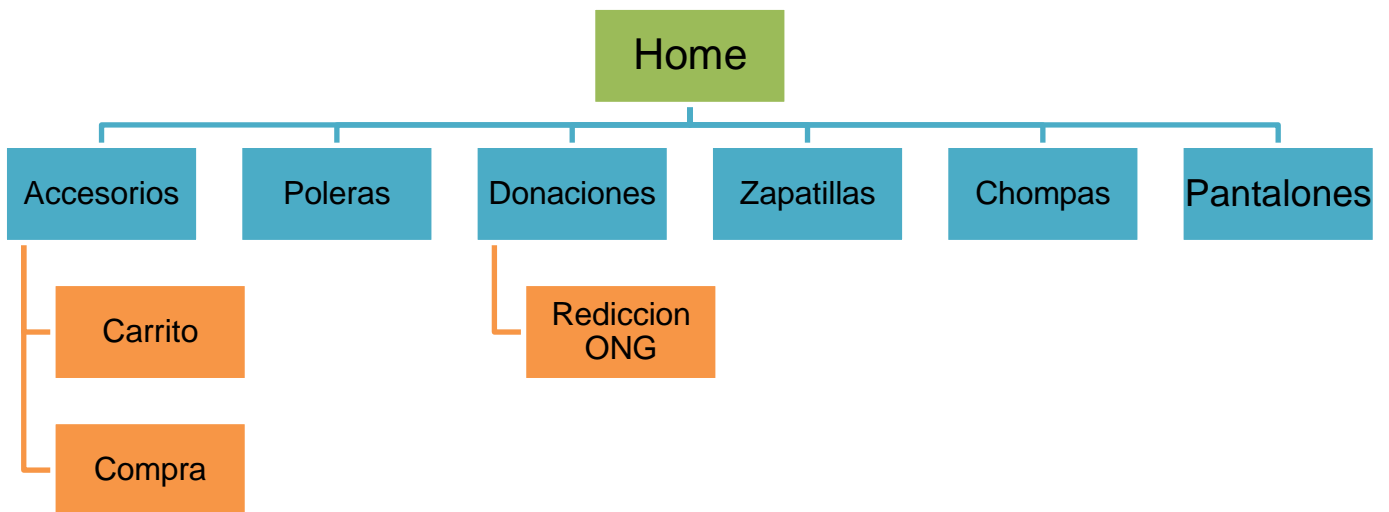 Home
Accesorios
Poleras
Donaciones
Zapatillas
Chompas
Pantalones
Carrito
Rediccion
ONG
Compra